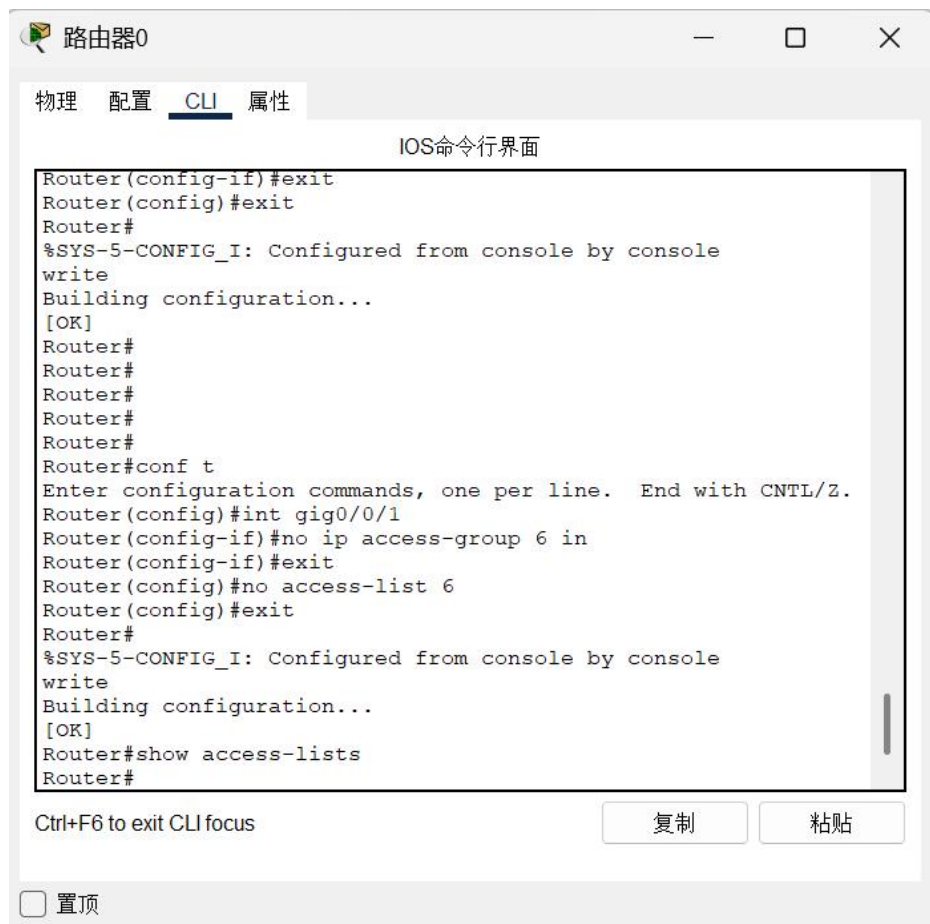 路由器0
物理 配置 CLI 属性
IOS命令行界面
Router(config-if)#exit
Router(config)#exit
Router#
%SYS-5-CONFIG_I: Configured from console by console
write
Building configuration...
[OK]
Router#
Router#
Router#
Router#
Router#
Router#conf t
Enter configuration commands, one per line.  End with CNTL/Z.
Router(config)#int gig0/0/1
Router(config-if)#no ip access-group 6 in
Router(config-if)#exit
Router(config)#no access-list 6
Router(config)#exit
Router#
%SYS-5-CONFIG_I: Configured from console by console
write
Building configuration...
[OK]
Router#show access-lists
Router#
Ctrl+F6 to exit CLI focus 复制 粘贴
置顶